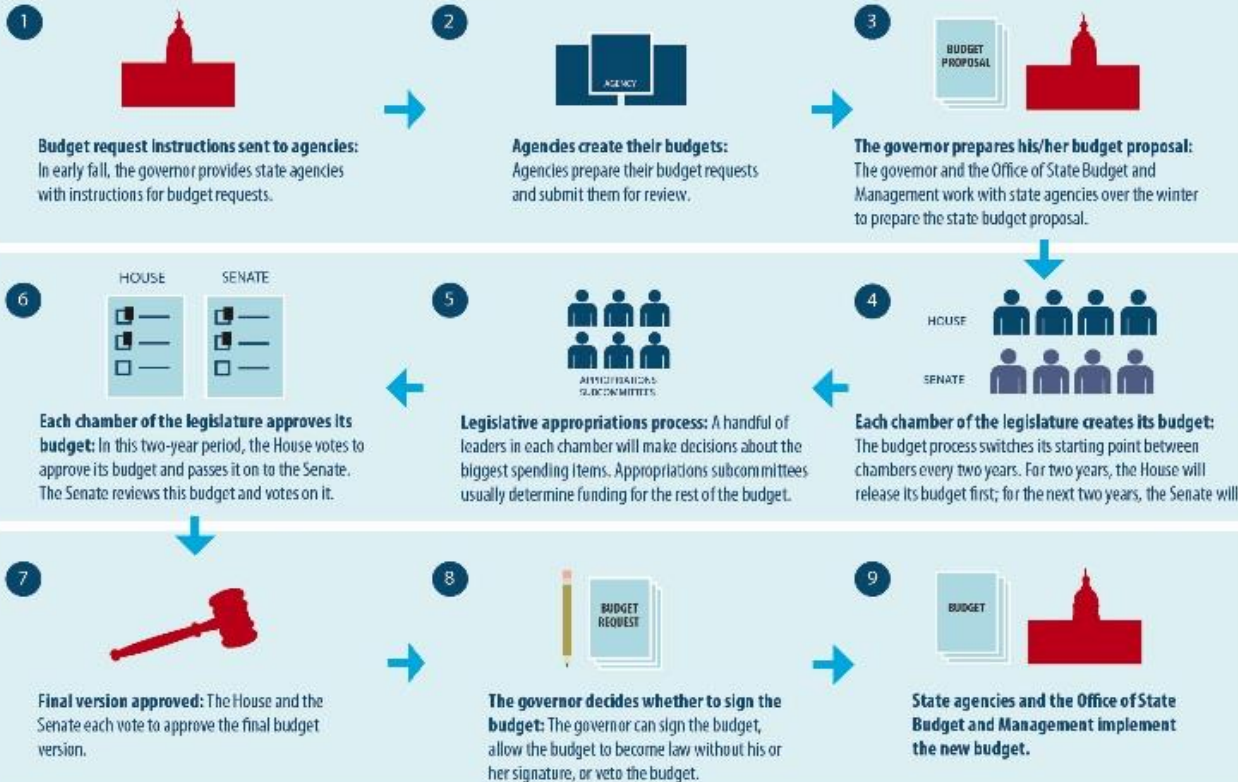 1
Budget request instructions sent to agencies:
In early fall, the governor provides state agencies
with instructions for budget requests.
2
AGENCY
Agencies create their budgets:
Agencies prepare their budget requests
and submit them for review.
3
BUDGET
PROPOSAL
The governor prepares his/her budget proposal:
The governor and the Office of State Budget and
Management work with state agencies over the winter
to prepare the state budget proposal.
4
HOUSE
SENATE
Each chamber of the legislature creates its budget:
The budget process switches its starting point between
chambers every two years. For two years, the House will
release its budget first; for the next two years, the Senate will
5
APPROPRIATIONS
SUBCOMMITTEES
Legislative appropriations process: A handful of
leaders in each chamber will make decisions about the
biggest spending items. Appropriations subcommittees
usually determine funding for the rest of the budget.
6
HOUSE
SENATE
Each chamber of the legislature approves its
budget: In this two-year period, the House votes to
approve its budget and passes it on to the Senate.
The Senate reviews this budget and votes on it.
7
Final version approved: The House and the
Senate each vote to approve the final budget
version.
8
BUDGET
REQUEST
The governor decides whether to sign the
budget: The governor can sign the budget,
allow the budget to become law without his or
her signature, or veto the budget.
9
BUDGET
State agencies and the Office of State
Budget and Management implement
the new budget.